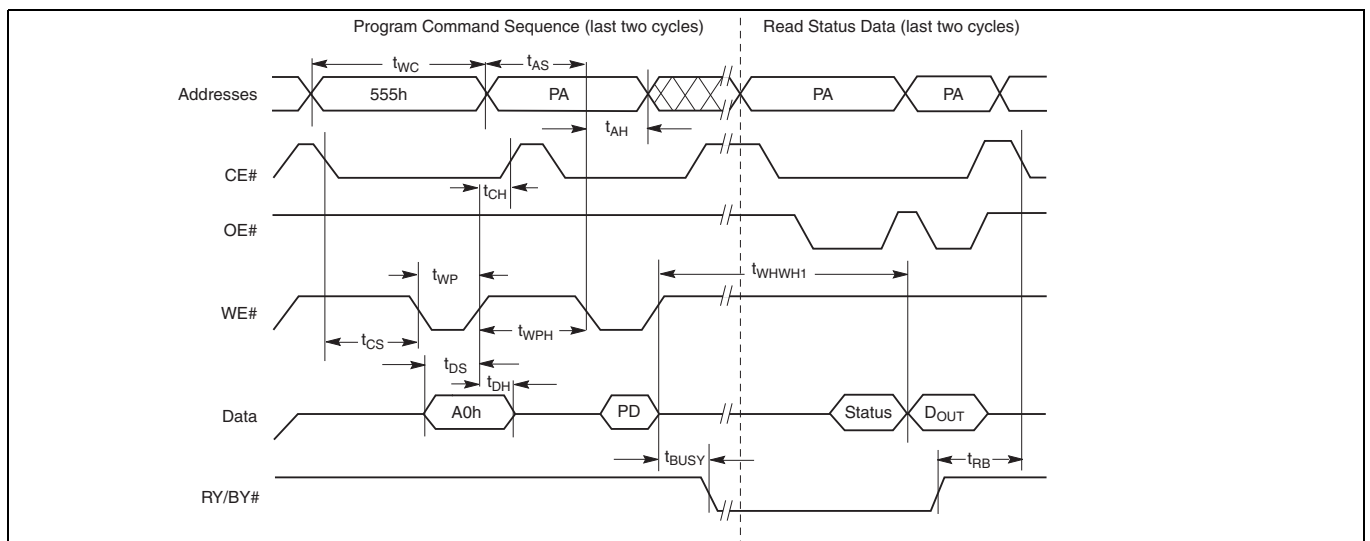 Program Command Sequence (last two cycles)
Read Status Data (last two cycles)
tWC
tAS
Addresses
555h
PA
PA
PA
tAH
CE#
tCH
OE#
tWP
tWHWH1
WE#
tCS
tWPH
tDS
tDH
Data
A0h
PD
Status
DOUT
tBUSY
tRB
RY/BY#